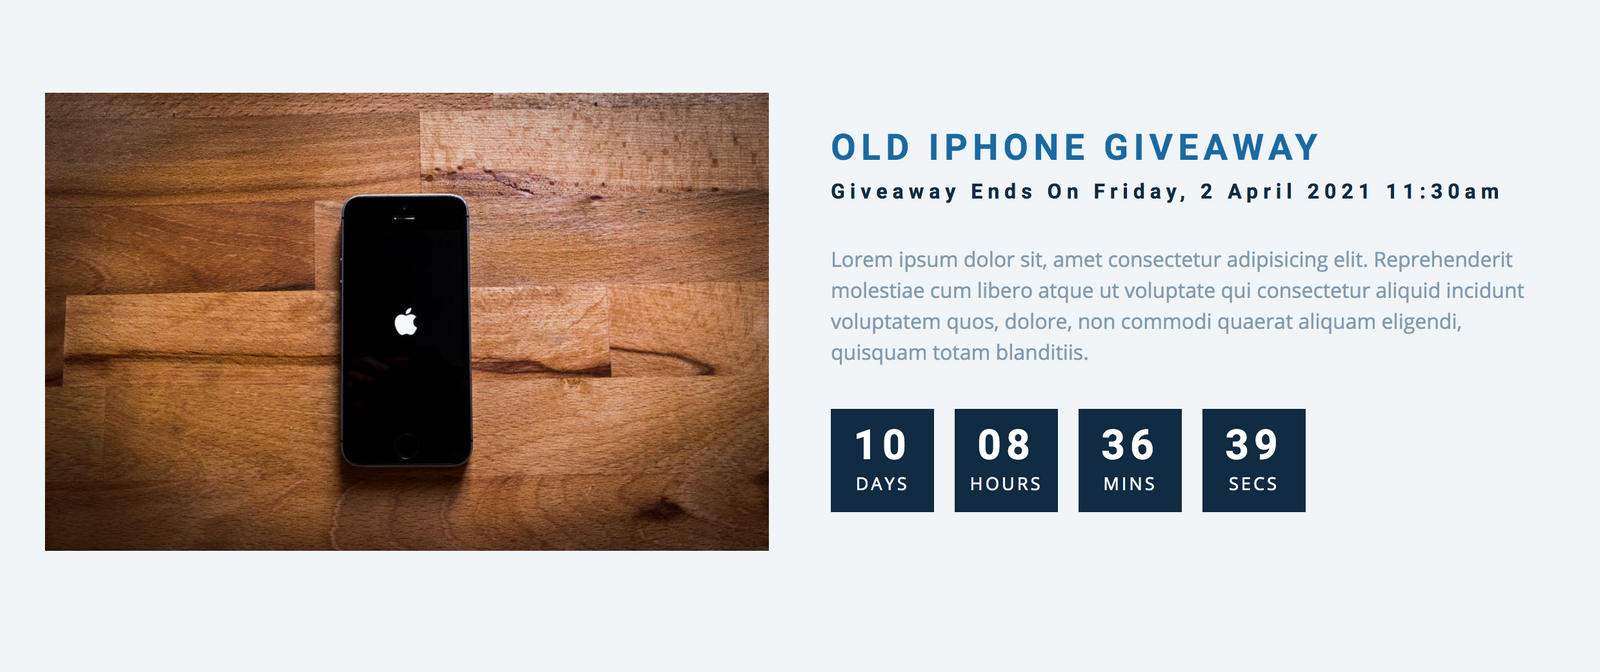 OLD IPHONE GIVEAWAY
Giveaway Ends On Friday, 2 April 2021 11:30am
Lorem ipsum dolor sit, amet consectetur adipisicing elit. Reprehenderit
molestiae cum libero atque ut voluptate qui consectetur aliquid incidunt
voluptatem quos, dolore, non commodi quaerat aliquam eligendi,
quisquam totam blanditiis.
10 08 36 39
DAYS HOURS MINS SECS